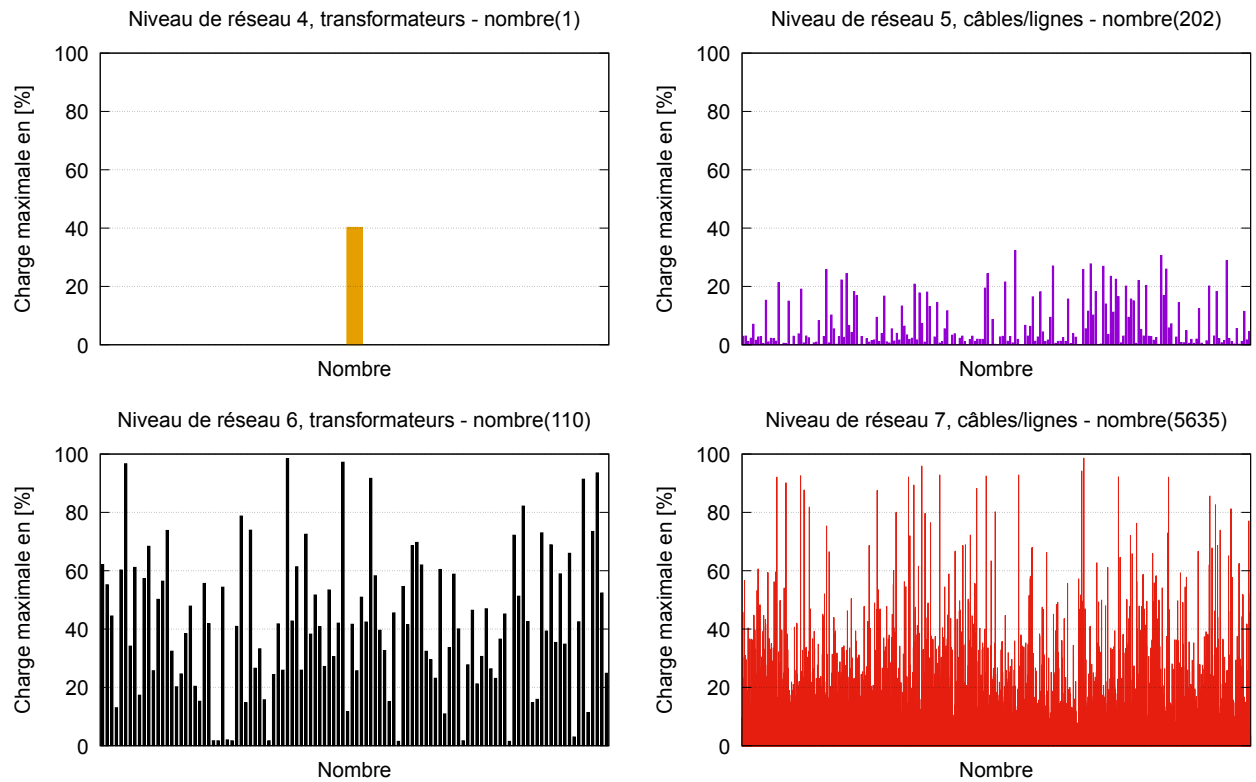 Niveau de réseau 4, transformateurs - nombre(1)
100
80
60
40
20
0
Charge maximale en [%]
Nombre
Niveau de réseau 5, câbles/lignes - nombre(202)
100
80
60
40
20
0
Charge maximale en [%]
Nombre
Niveau de réseau 6, transformateurs - nombre(110)
100
80
60
40
20
0
Charge maximale en [%]
Nombre
Niveau de réseau 7, câbles/lignes - nombre(5635)
100
80
60
40
20
0
Charge maximale en [%]
Nombre